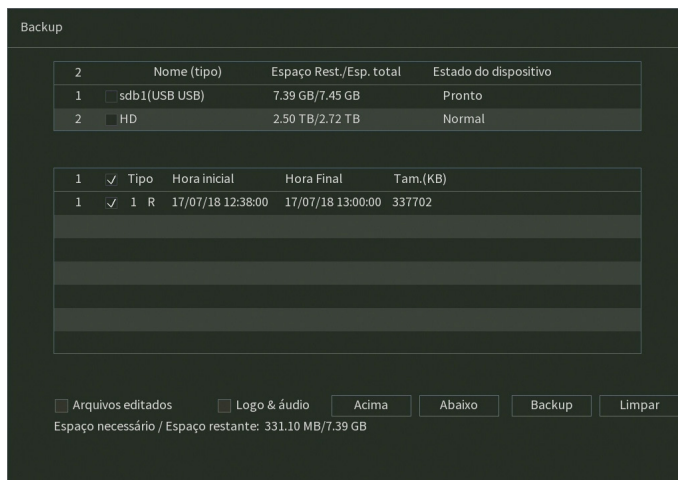 Backup
2 Nome (tipo) Espaço Rest./Esp. total Estado do dispositivo
1 sdb1(USB USB) 7.39 GB/7.45 GB Pronto
2 HD 2.50 TB/2.72 TB Normal
1 Tipo Hora inicial Hora Final Tam.(KB)
1 1 R 17/07/18 12:38:00 17/07/18 13:00:00 337702
Arquivos editados Logo & áudio Acima Abaixo Backup Limpar
Espaço necessário / Espaço restante: 331.10 MB/7.39 GB